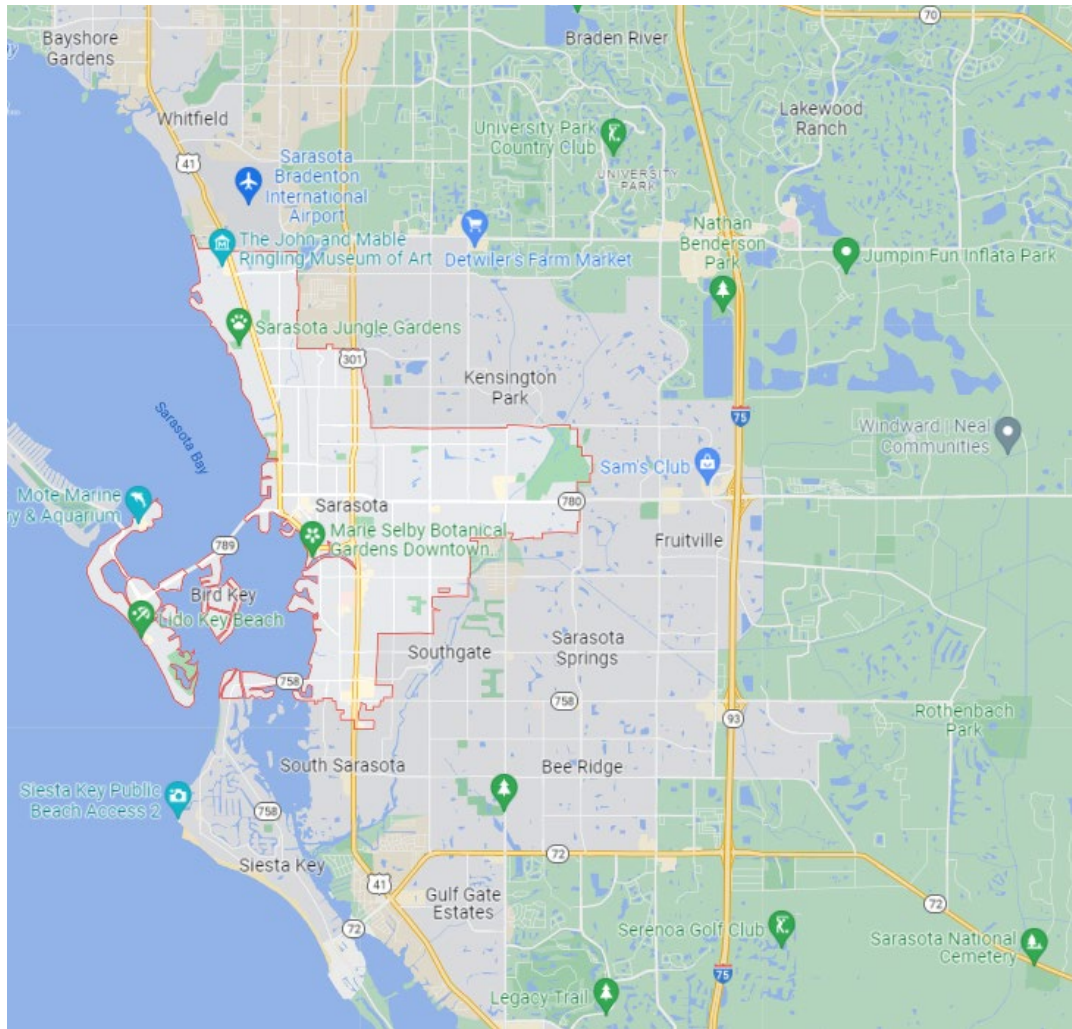 Bayshore
Gardens
Braden River
70
Whitfield
Lakewood
Ranch
University Park
Country Club
UNIVERSITY
PARK
41
Sarasota
Bradenton
International
Airport
The John and Mable
Ringling Museum of Art
Detwiler's Farm Market
Nathan
Benderson
Park
Jumpin Fun Inflata Park
Sarasota Jungle Gardens
301
Kensington
Park
75
Sarasota Bay
Windward | Neal
Communities
Sam's Club
Mote Marine
ry & Aquarium
Sarasota
780
789
Marie Selby Botanical
Gardens Downtown..
Fruitville
Bird Key
Lido Key Beach
Southgate
Sarasota
Springs
758
758
93
Rothenbach
Park
South Sarasota
Bee Ridge
Siesta Key Public
Beach Access 2
758
72
Siesta Key
41
Gulf Gate
Estates
72
72
Serenoa Golf Club
Sarasota National
Cemetery
75
Legacy Trail